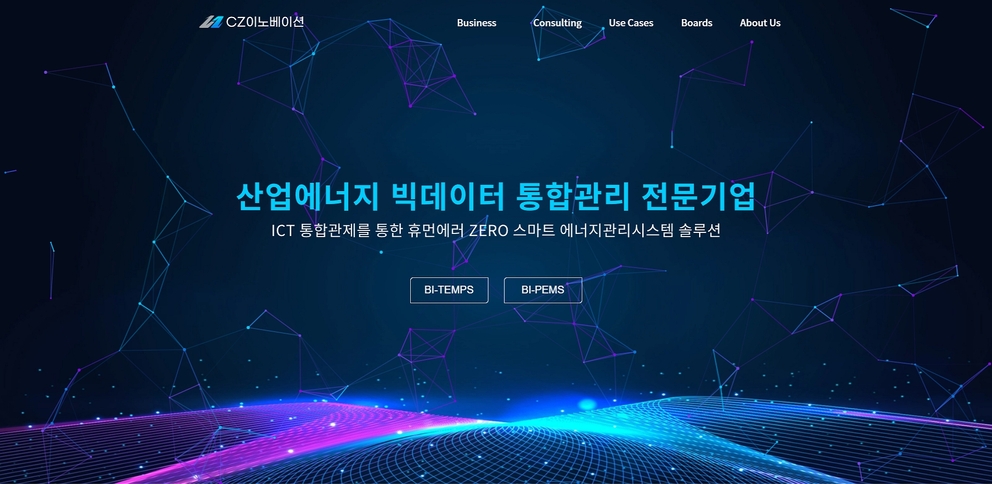 CZ이노베이션 Business Consulting Use Cases Boards About Us
산업에너지 빅데이터 통합관리 전문기업
ICT 통합관제를 통한 휴먼에러 ZERO 스마트 에너지관리시스템 솔루션
BI-TEMPS BI-PEMS